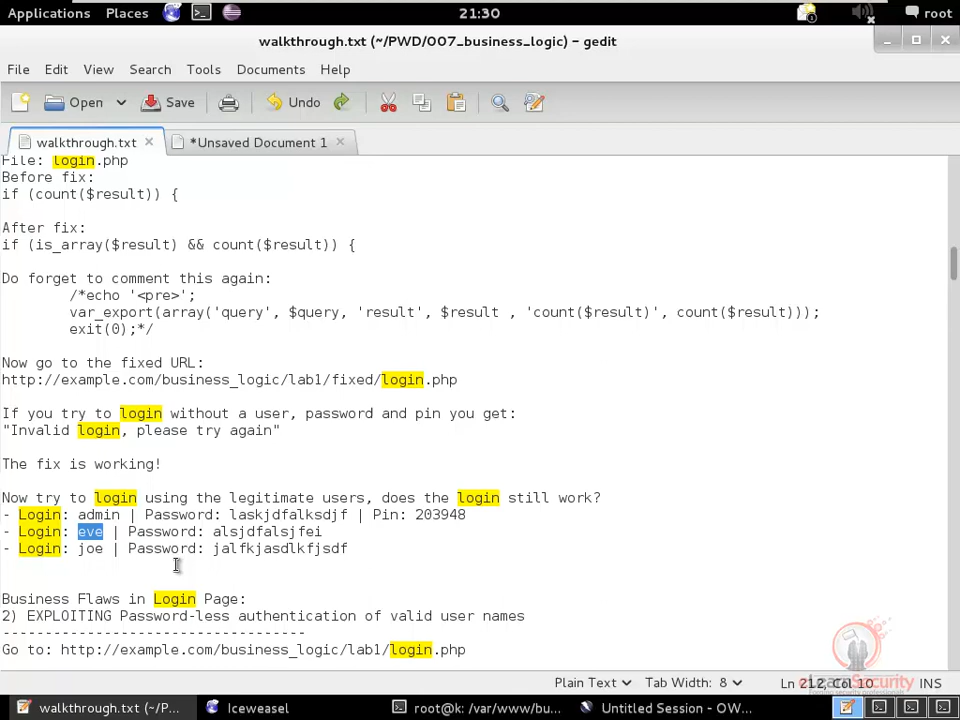 Applications Places 21:30 root
walkthrough.txt (~/PWD/007_business_logic) - gedit
File Edit View Search Tools Documents Help
Open Save Undo
walkthrough.txt *Unsaved Document 1
File: login.php
Before fix:
if (count($result)) {
After fix:
if (is_array($result) && count($result)) {
Do forget to comment this again:
/*echo '<pre>';
var_export(array('query', $query, 'result', $result , 'count($result)', count($result)));
exit(0);*/
Now go to the fixed URL:
http://example.com/business_logic/lab1/fixed/login.php
If you try to login without a user, password and pin you get:
"Invalid login, please try again"
The fix is working!
Now try to login using the legitimate users, does the login still work?
- Login: admin | Password: laskjdfalksdjf | Pin: 203948
- Login: eve | Password: alsjdfalsjfei
- Login: joe | Password: jalfkjasdlkfjsdf
Business Flaws in Login Page:
2) EXPLOITING Password-less authentication of valid user names
------------------------------------
Go to: http://example.com/business_logic/lab1/login.php
eLearnSecurity
Plain Text Tab Width: 8 Ln 212, Col 10 INS
walkthrough.txt (~/P... Iceweasel root@k: /var/www/bu... Untitled Session - OW...